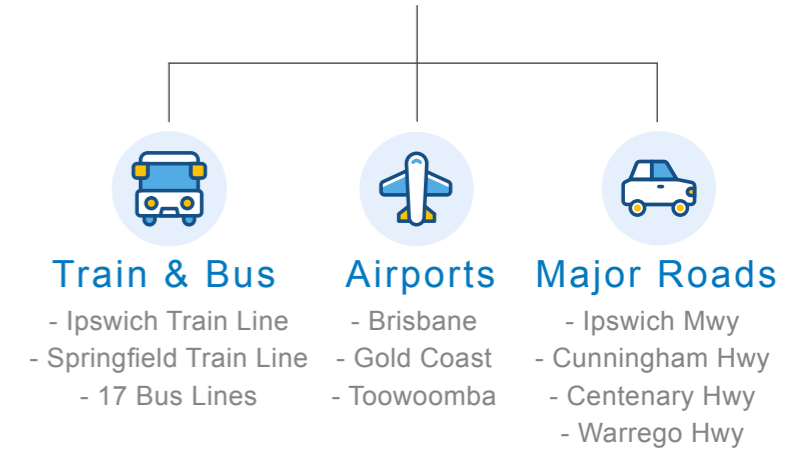 Train & Bus
- Ipswich Train Line
- Springfield Train Line
- 17 Bus Lines
Airports
- Brisbane
- Gold Coast
- Toowoomba
Major Roads
- Ipswich Mwy
- Cunningham Hwy
- Centenary Hwy
- Warrego Hwy